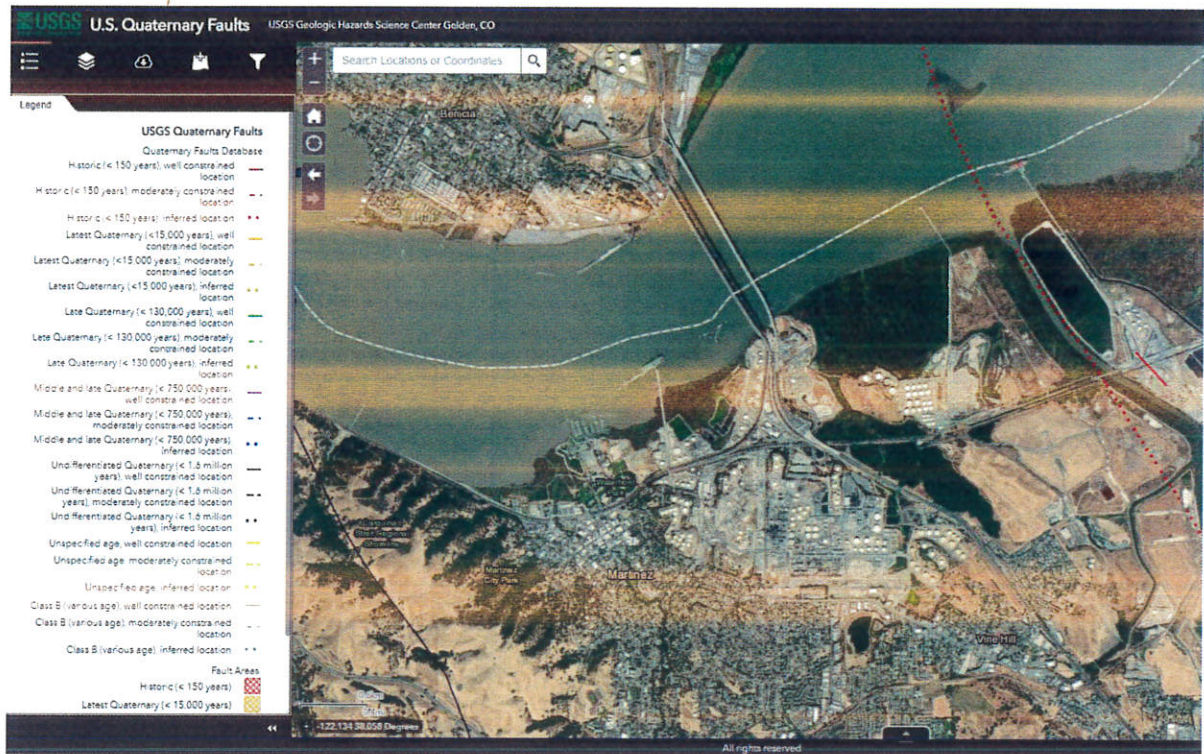 USGS
U.S. Quaternary Faults
USGS Geologic Hazards Science Center Golden, CO
Search Locations or Coordinates
Legend
USGS Quaternary Faults
Quaternary Faults Database
Historic (< 150 years), well constrained
location
Historic (< 150 years), moderately constrained
location
Historic (< 150 years), inferred location
Latest Quaternary (<15,000 years), well
constrained location
Latest Quaternary (<15,000 years), moderately
constrained location
Latest Quaternary (<15,000 years), inferred
location
Late Quaternary (< 130,000 years), well
constrained location
Late Quaternary (< 130,000 years), moderately
constrained location
Late Quaternary (< 130,000 years), inferred
location
Middle and late Quaternary (< 750,000 years),
well constrained location
Middle and late Quaternary (< 750,000 years),
moderately constrained location
Middle and late Quaternary (< 750,000 years),
inferred location
Undifferentiated Quaternary (< 1.6 million
years), well constrained location
Undifferentiated Quaternary (< 1.6 million
years), moderately constrained location
Undifferentiated Quaternary (< 1.6 million
years), inferred location
Unspecified age, well constrained location
Unspecified age, moderately constrained
location
Unspecified age, inferred location
Class B (various age), well constrained location
Class B (various age), moderately constrained
location
Class B (various age), inferred location
Fault Areas
Historic (< 150 years)
Latest Quaternary (< 15,000 years)
Benicia
Martinez
City Park
Martinez
Vine Hill
-122.134 38.058 Degrees
All rights reserved